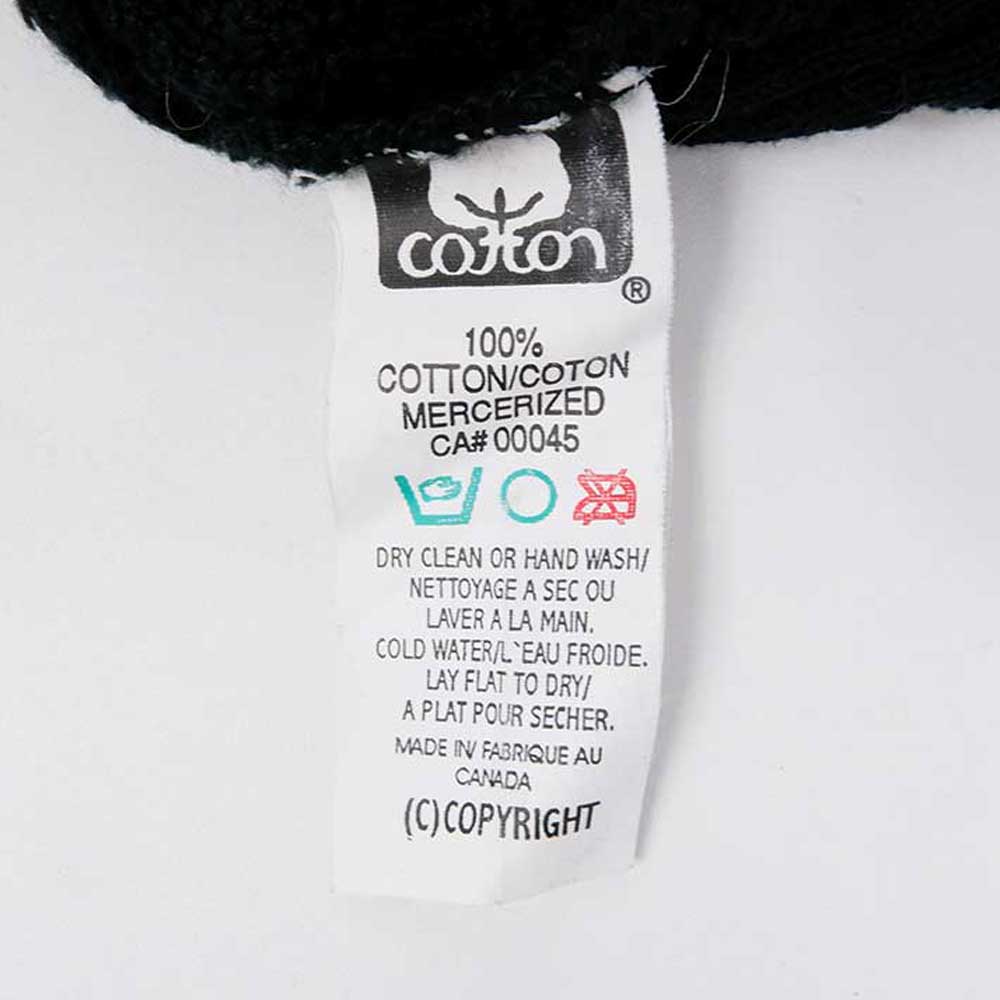 cotton
®
100%
COTTON/COTON
MERCERIZED
CA# 00045
DRY CLEAN OR HAND WASH/
NETTOYAGE A SEC OU
LAVER A LA MAIN.
COLD WATER/L`EAU FROIDE.
LAY FLAT TO DRY/
A PLAT POUR SECHER.
MADE IN/ FABRIQUE AU
CANADA
(C)COPYRIGHT